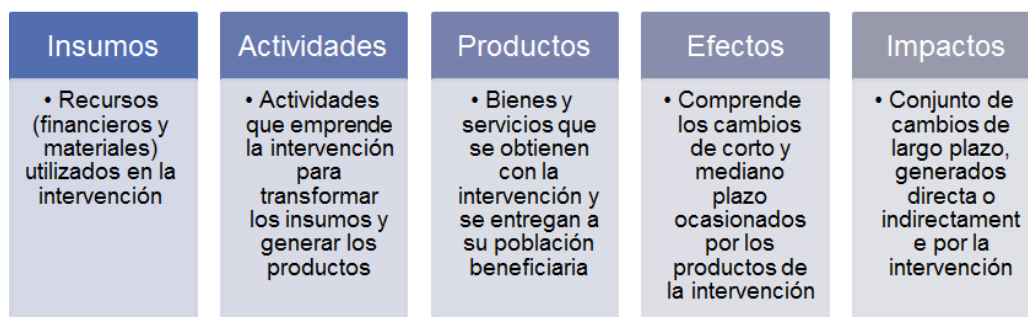 Insumos
• Recursos
(financieros y
materiales)
utilizados en la
intervención
Actividades
• Actividades
que emprende
la intervención
para
transformar
los insumos y
generar los
productos
Productos
• Bienes y
servicios que
se obtienen
con la
intervención y
se entregan a
su población
beneficiaria
Efectos
• Comprende
los cambios
de corto y
mediano
plazo
ocasionados
por los
productos de
la intervención
Impactos
• Conjunto de
cambios de
largo plazo,
generados
directa o
indirectament
e por la
intervención